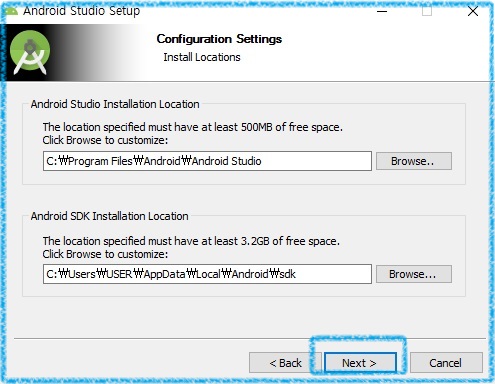 Android Studio Setup
Configuration Settings
Install Locations
Android Studio Installation Location
The location specified must have at least 500MB of free space.
Click Browse to customize:
C:₩Program Files₩Android₩Android Studio
Browse..
Android SDK Installation Location
The location specified must have at least 3.2GB of free space.
Click Browse to customize:
C:₩Users₩USER₩AppData₩Local₩Android₩sdk
Browse...
< Back
Next >
Cancel